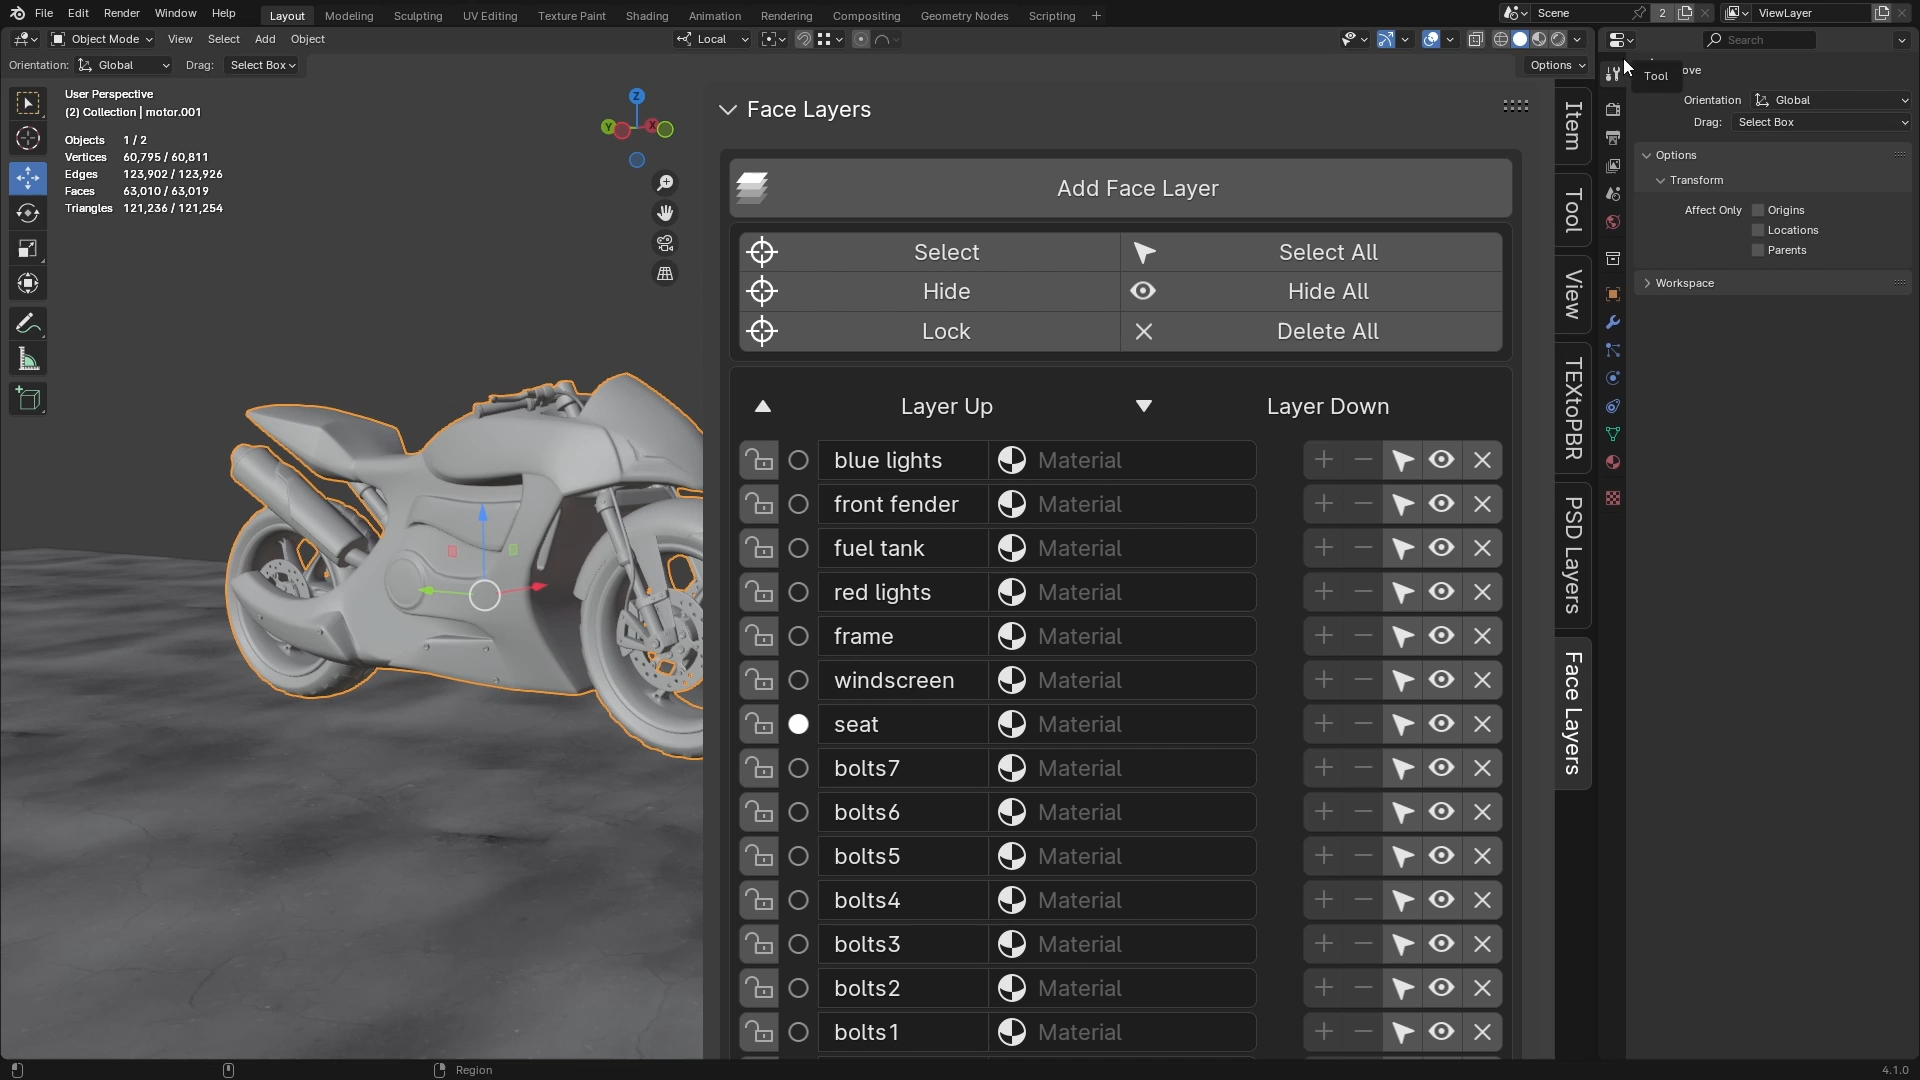 File Edit Render Window Help Layout Modeling Sculpting UV Editing Texture Paint Shading Animation Rendering Compositing Geometry Nodes Scripting + Scene 2 ViewLayer
Object Mode View Select Add Object Local Search
Orientation: Global Drag: Select Box Options
Tool
ove
Orientation Global
Drag: Select Box
Options
Transform
Affect Only Origins
Locations
Parents
Workspace
User Perspective
(2) Collection | motor.001
Objects 1 / 2
Vertices 60,795 / 60,811
Edges 123,902 / 123,926
Faces 63,010 / 63,019
Triangles 121,236 / 121,254
Z
Y
X
Face Layers
Add Face Layer
Select Select All
Hide Hide All
Lock Delete All
Layer Up Layer Down
blue lights Material
front fender Material
fuel tank Material
red lights Material
frame Material
windscreen Material
seat Material
bolts7 Material
bolts6 Material
bolts5 Material
bolts4 Material
bolts3 Material
bolts2 Material
bolts1 Material
Item
Tool
View
TEXtoPBR
PSD Layers
Face Layers
Region
4.1.0